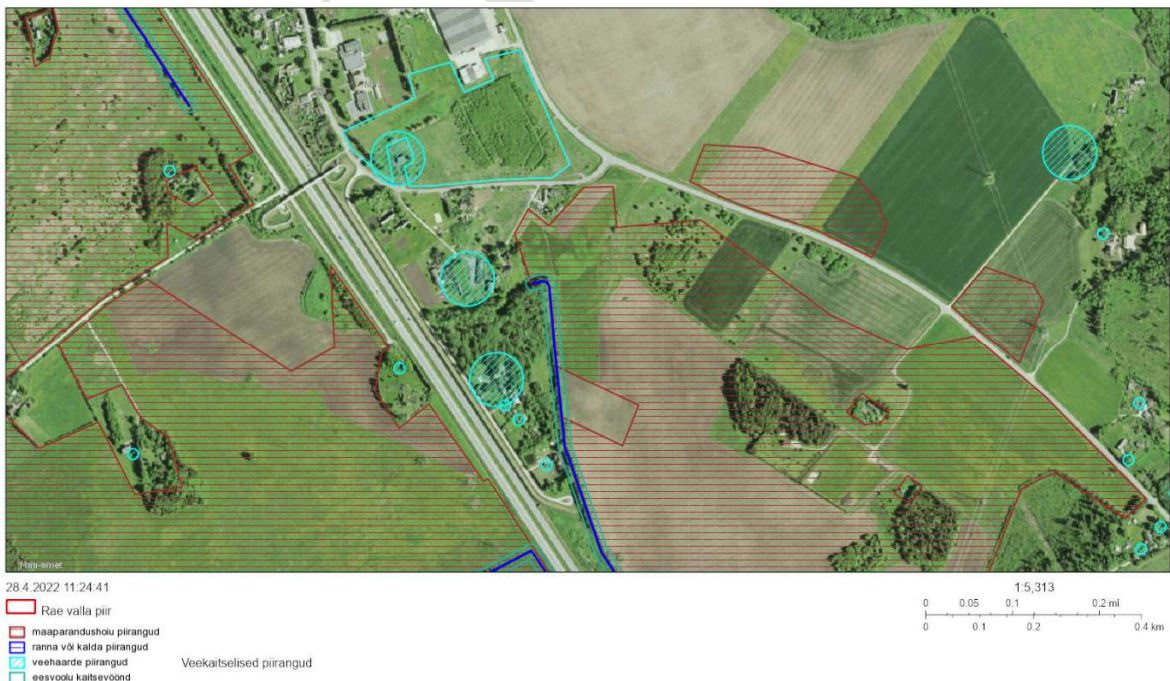 Maa-amet
28.4.2022 11:24:41
1:5,313
Rae valla piir
0 0.05 0.1 0.2 mi
0 0.1 0.2 0.4 km
maaparandushoiu piirangud
ranna või kalda piirangud
veehaarde piirangud
Veekaitselised piirangud
eesvoolu kaitsevöönd